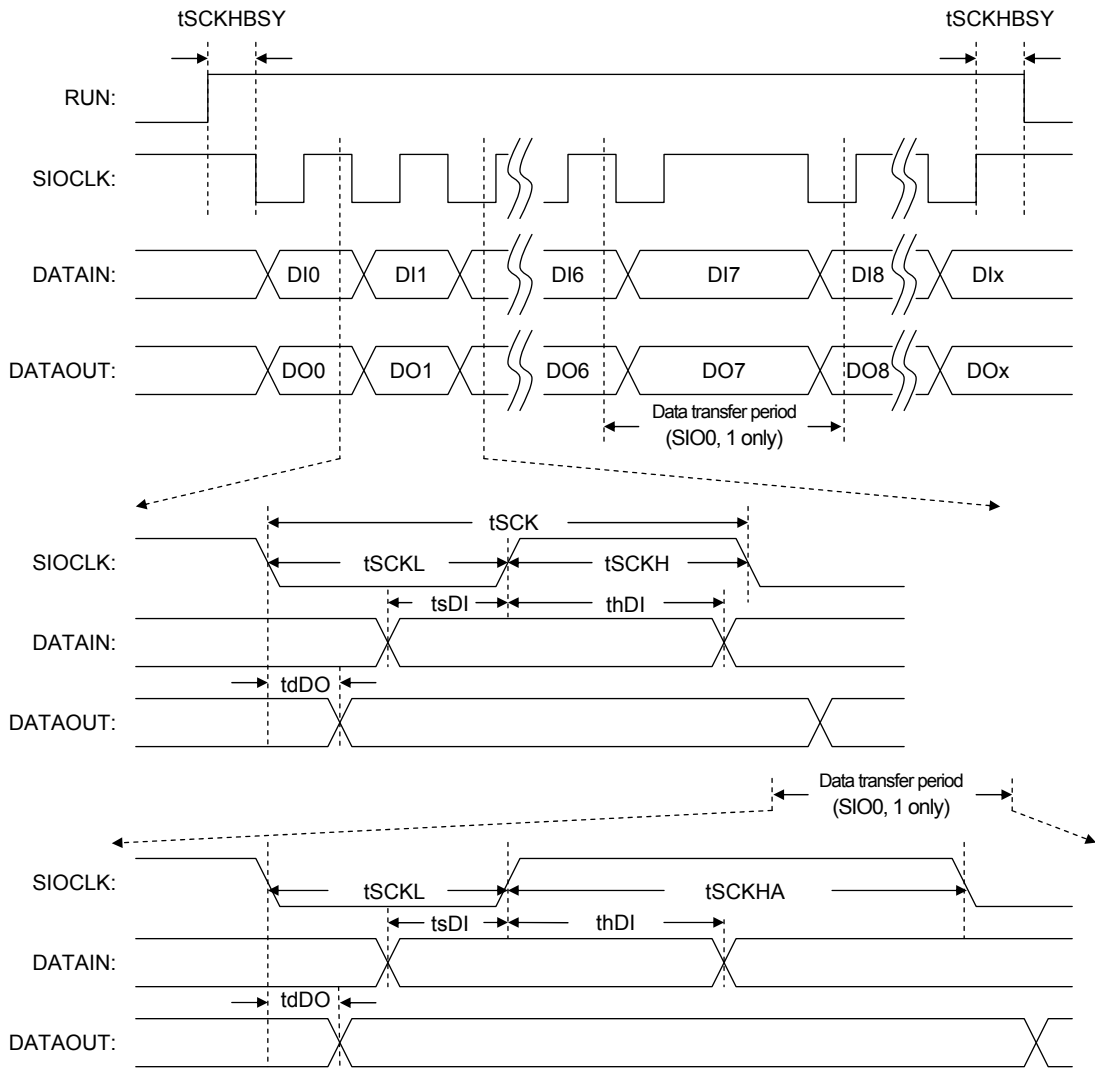 tSCKHBSY tSCKHBSY
RUN:
SIOCLK:
DATAIN: DI0 DI1 DI6 DI7 DI8 DIx
DATAOUT: DO0 DO1 DO6 DO7 DO8 DOx
Data transfer period
(SIO0, 1 only)
tSCK
SIOCLK: tSCKL tSCKH
tsDI thDI
DATAIN:
tdDO
DATAOUT:
Data transfer period
(SIO0, 1 only)
SIOCLK: tSCKL tSCKHA
tsDI thDI
DATAIN:
tdDO
DATAOUT: